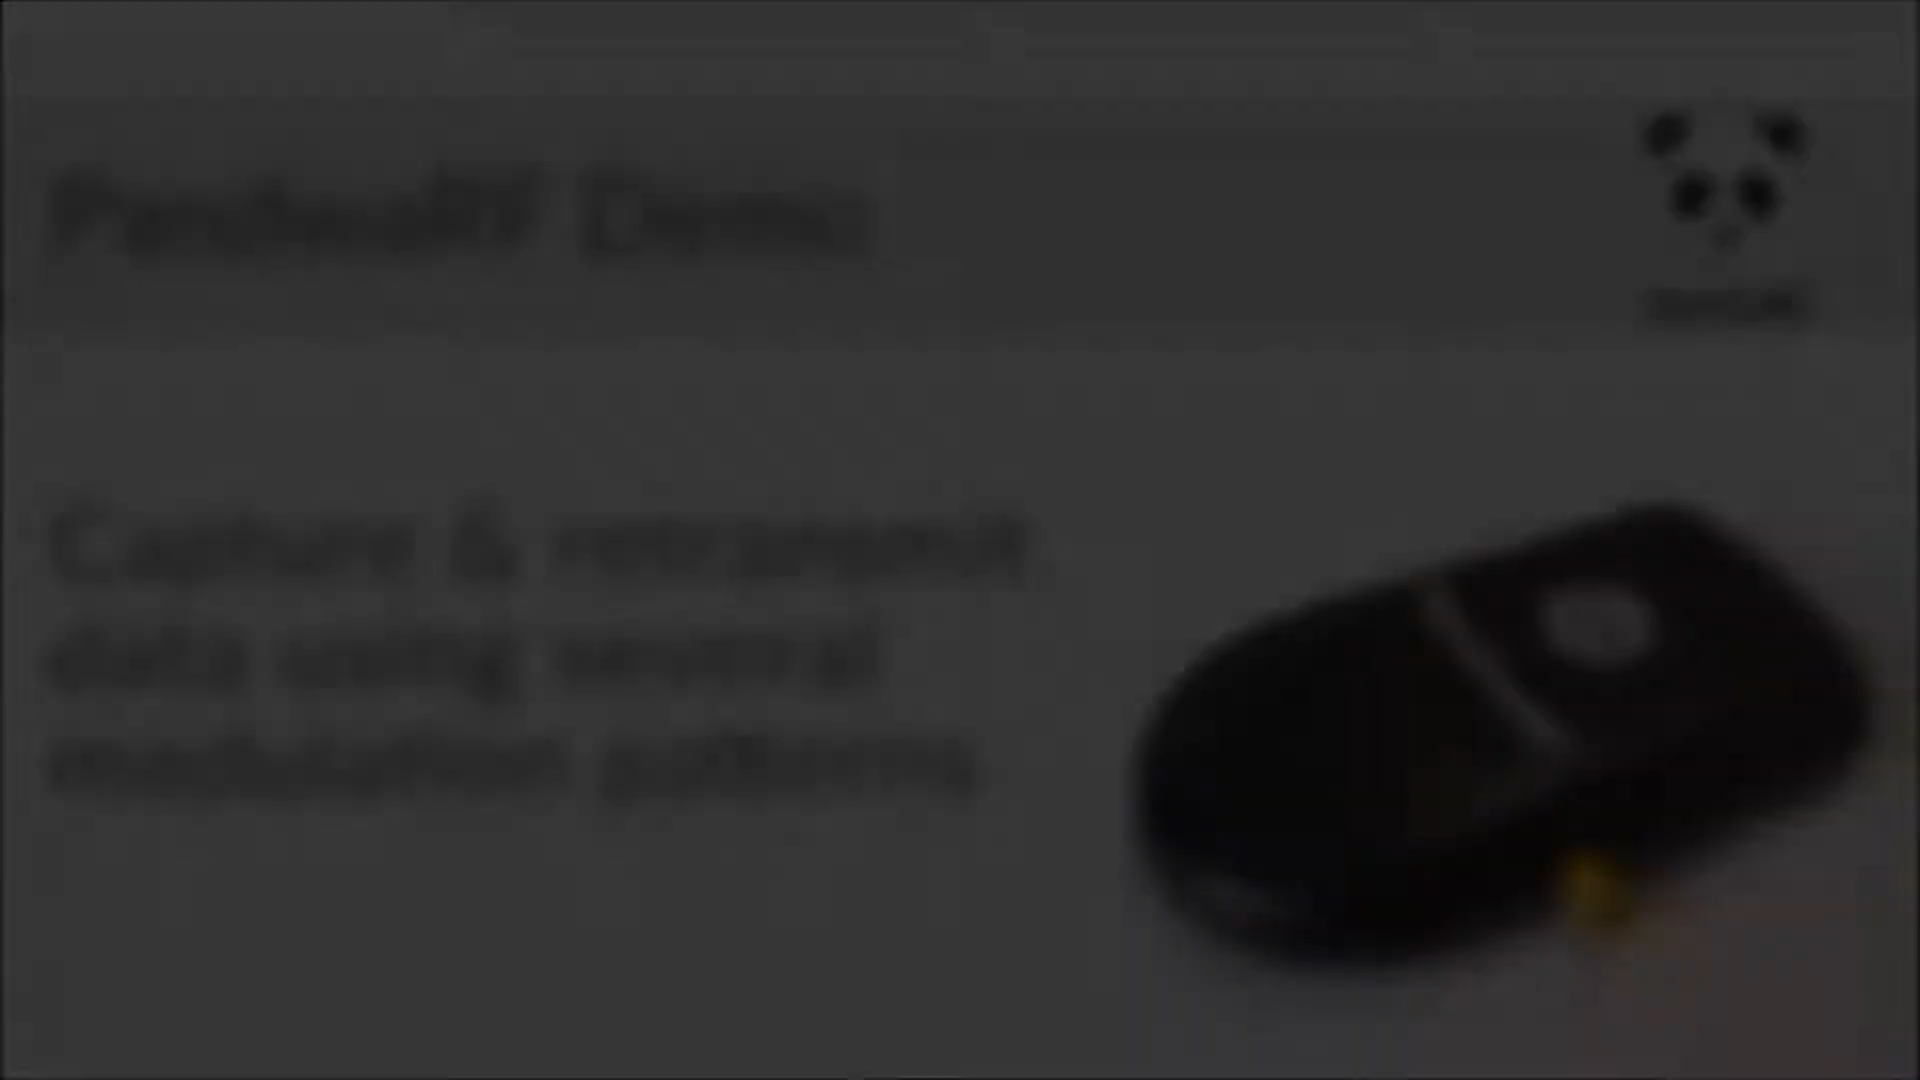 PandwaRF Demo
Capture & retransmit
data using several
modulation patterns